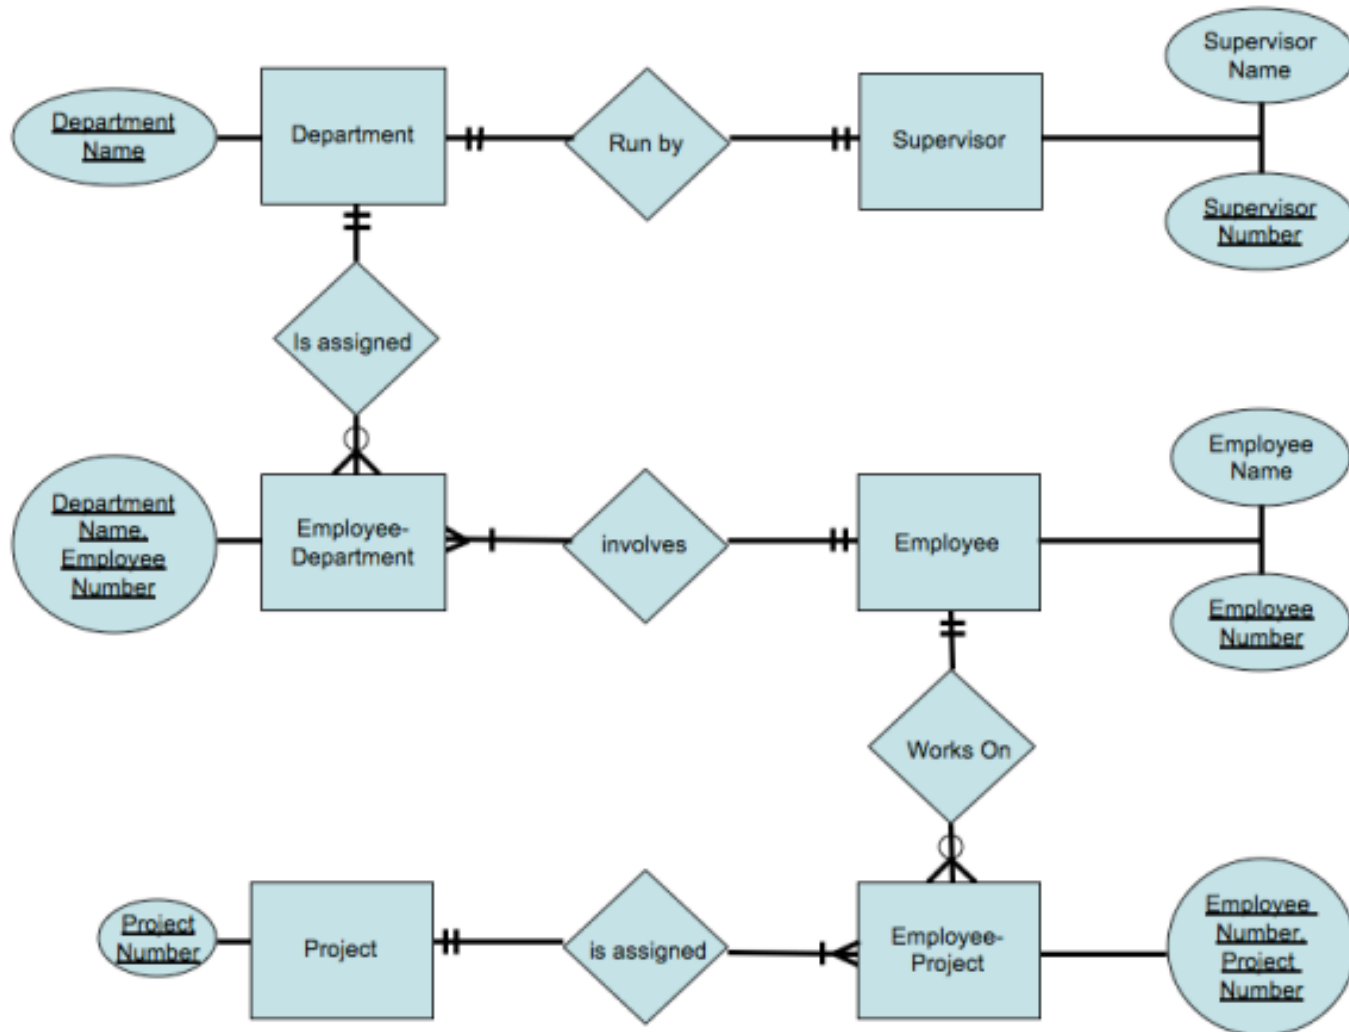 Supervisor
Name
Department
Name
Department
Run by
Supervisor
Supervisor
Number
Is assigned
Employee
Name
Department
Name,
Employee
Number
Employee-
Department
involves
Employee
Employee
Number
Works On
Project
Number
Project
is assigned
Employee-
Project
Employee
Number,
Project
Number